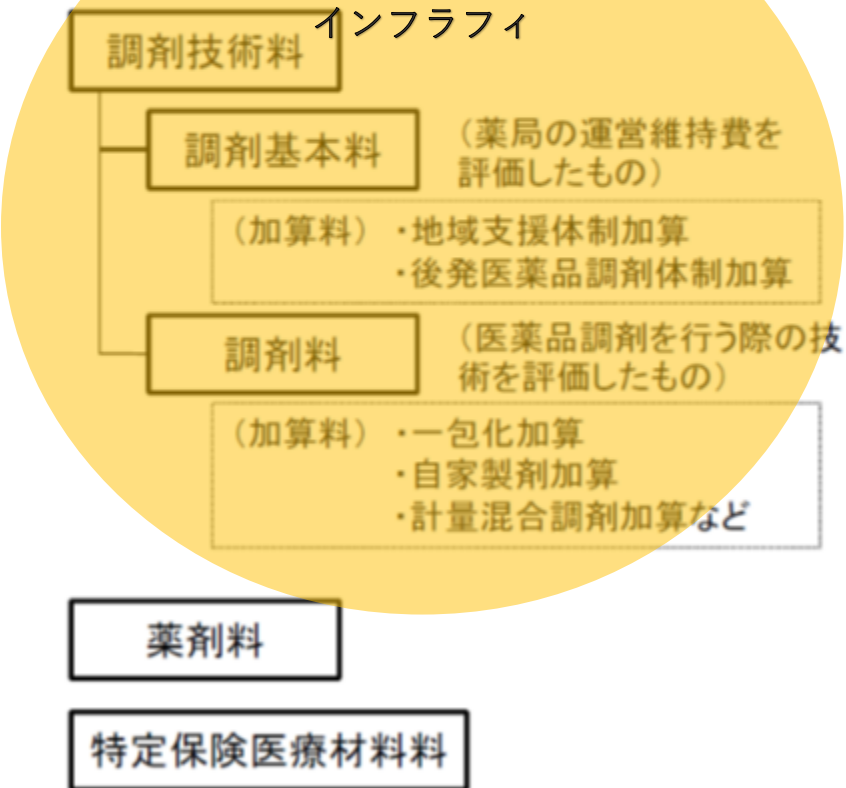 インフラフィ
調剤技術料
調剤基本料
（薬局の運営維持費を
評価したもの）
（加算料）・地域支援体制加算
・後発医薬品調剤体制加算
調剤料
（医薬品調剤を行う際の技
術を評価したもの）
（加算料）・一包化加算
・自家製剤加算
・計量混合調剤加算など
薬剤料
特定保険医療材料料